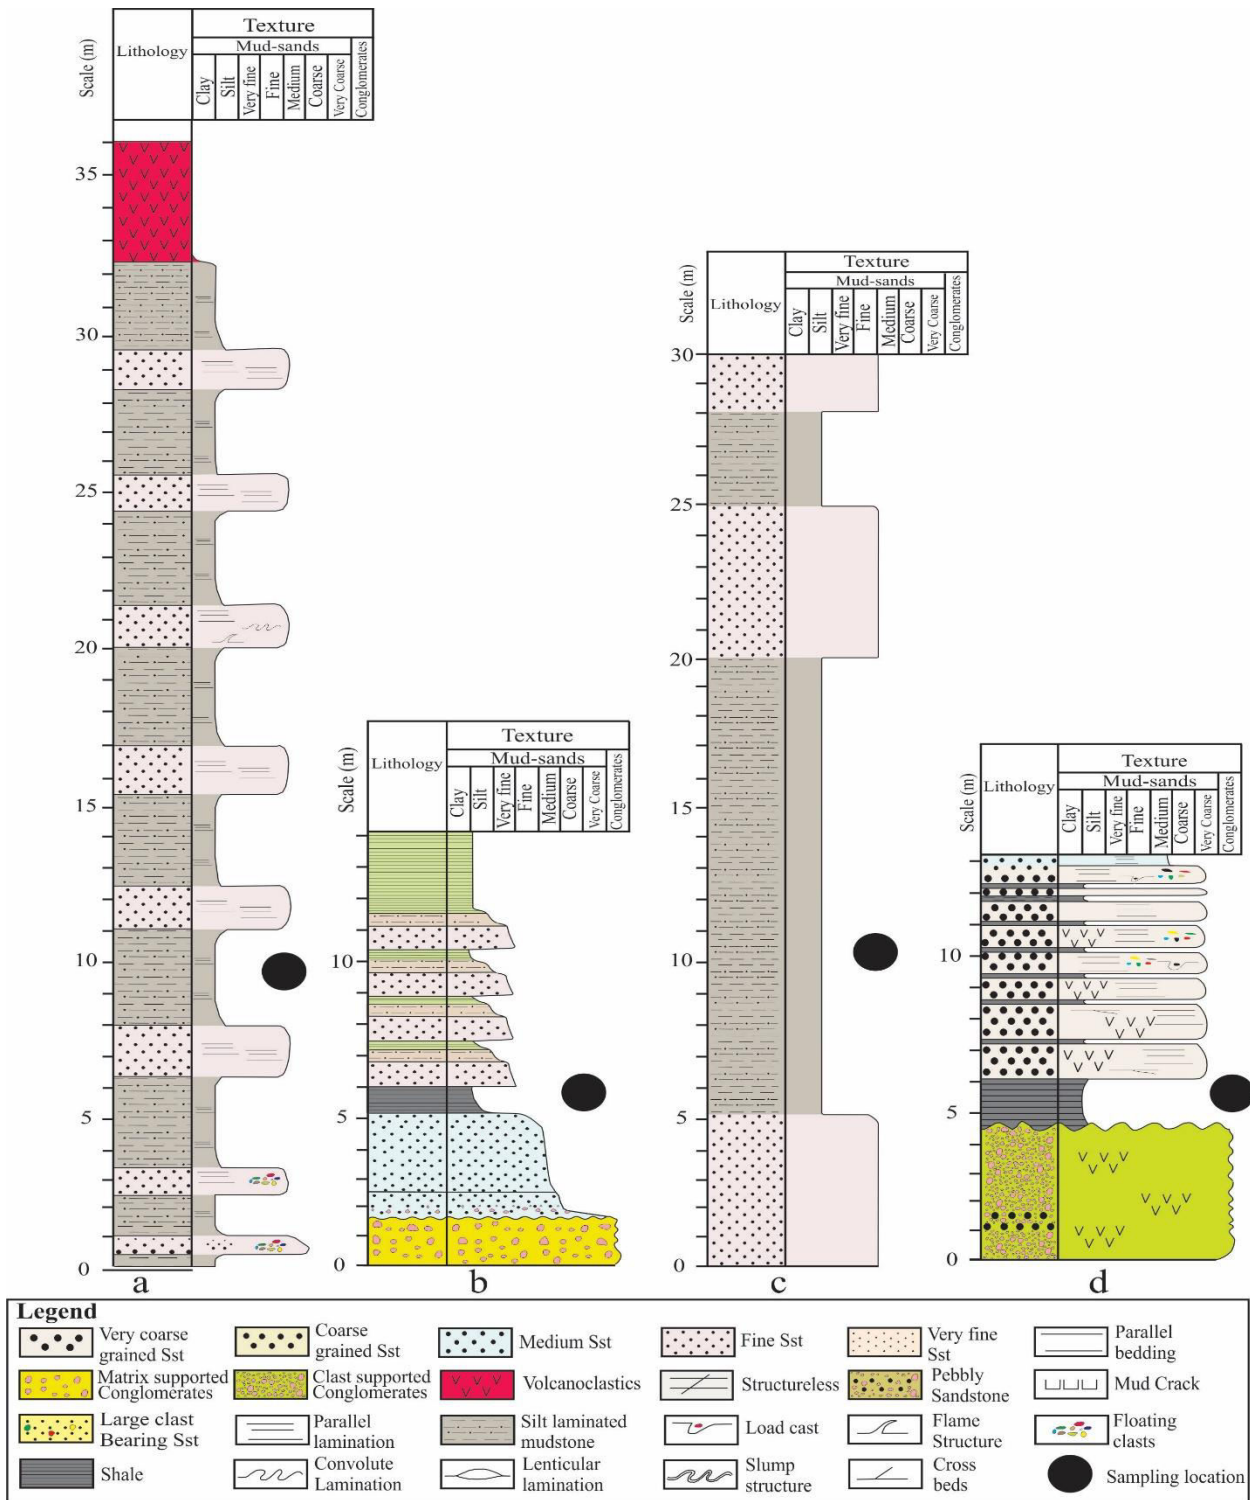 Scale (m)
Lithology
Texture
Mud-sands
Clay
Silt
Very fine
Fine
Medium
Coarse
Very Coarse
Conglomerates
35
30
25
20
15
10
5
0
a
Scale (m)
Lithology
Texture
Mud-sands
Clay
Silt
Very fine
Fine
Medium
Coarse
Very Coarse
Conglomerates
10
5
0
b
Scale (m)
Lithology
Texture
Mud-sands
Clay
Silt
Very fine
Fine
Medium
Coarse
Very Coarse
Conglomerates
30
25
20
15
10
5
0
c
Scale (m)
Lithology
Texture
Mud-sands
Clay
Silt
Very fine
Fine
Medium
Coarse
Very Coarse
Conglomerates
10
5
0
d
Legend
Very coarse
grained Sst
Coarse
grained Sst
Medium Sst
Fine Sst
Very fine
Sst
Parallel
bedding
Matrix supported
Conglomerates
Clast supported
Conglomerates
Volcanoclastics
Structureless
Pebbly
Sandstone
Mud Crack
Large clast
Bearing Sst
Parallel
lamination
Silt laminated
mudstone
Load cast
Flame
Structure
Floating
clasts
Shale
Convolute
Lamination
Lenticular
lamination
Slump
structure
Cross
beds
Sampling location